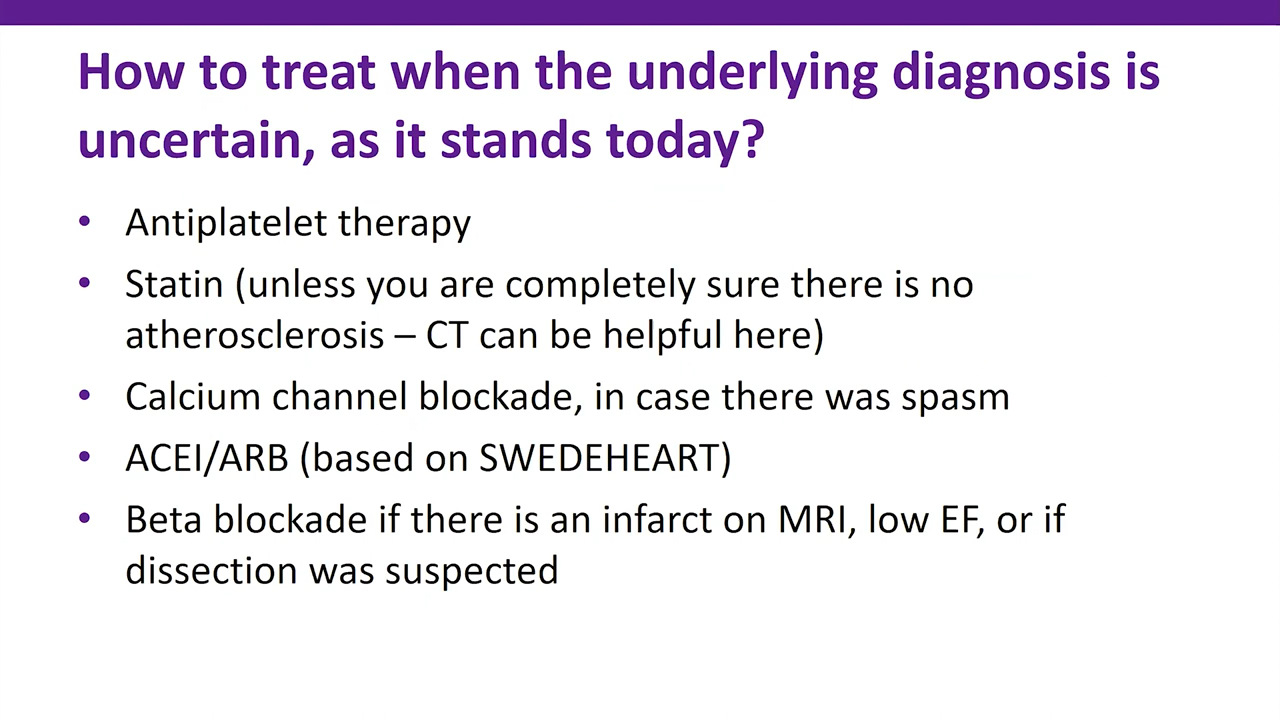 How to treat when the underlying diagnosis is
uncertain, as it stands today?
• Antiplatelet therapy
• Statin (unless you are completely sure there is no
atherosclerosis – CT can be helpful here)
• Calcium channel blockade, in case there was spasm
• ACEI/ARB (based on SWEDEHEART)
• Beta blockade if there is an infarct on MRI, low EF, or if
dissection was suspected